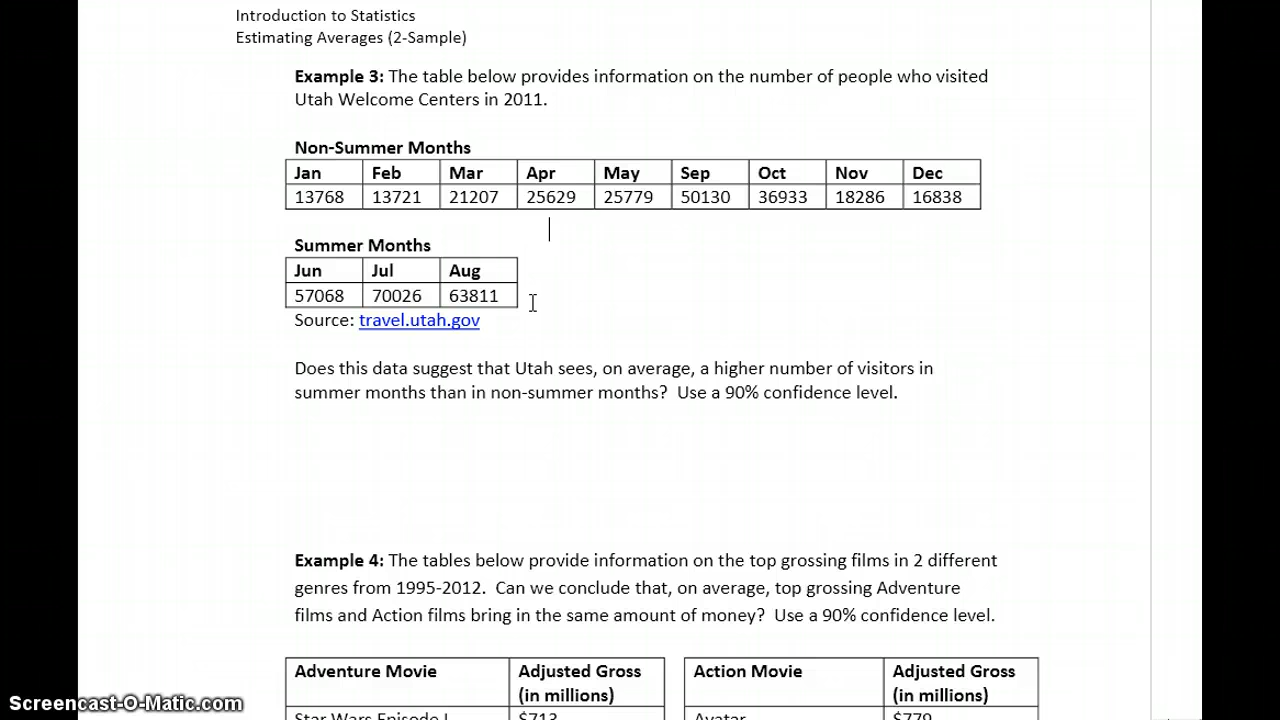 Introduction to Statistics
Estimating Averages (2-Sample)
Example 3: The table below provides information on the number of people who visited
Utah Welcome Centers in 2011.
Non-Summer Months
Jan Feb Mar Apr May Sep Oct Nov Dec
13768 13721 21207 25629 25779 50130 36933 18286 16838
Summer Months
Jun Jul Aug
57068 70026 63811
Source: travel.utah.gov
Does this data suggest that Utah sees, on average, a higher number of visitors in
summer months than in non-summer months?  Use a 90% confidence level.
Example 4: The tables below provide information on the top grossing films in 2 different
genres from 1995-2012.  Can we conclude that, on average, top grossing Adventure
films and Action films bring in the same amount of money?  Use a 90% confidence level.
Adventure Movie Adjusted Gross Action Movie Adjusted Gross
(in millions) (in millions)
Star Wars Episode I $713 Avatar $779
Screencast-O-Matic.com